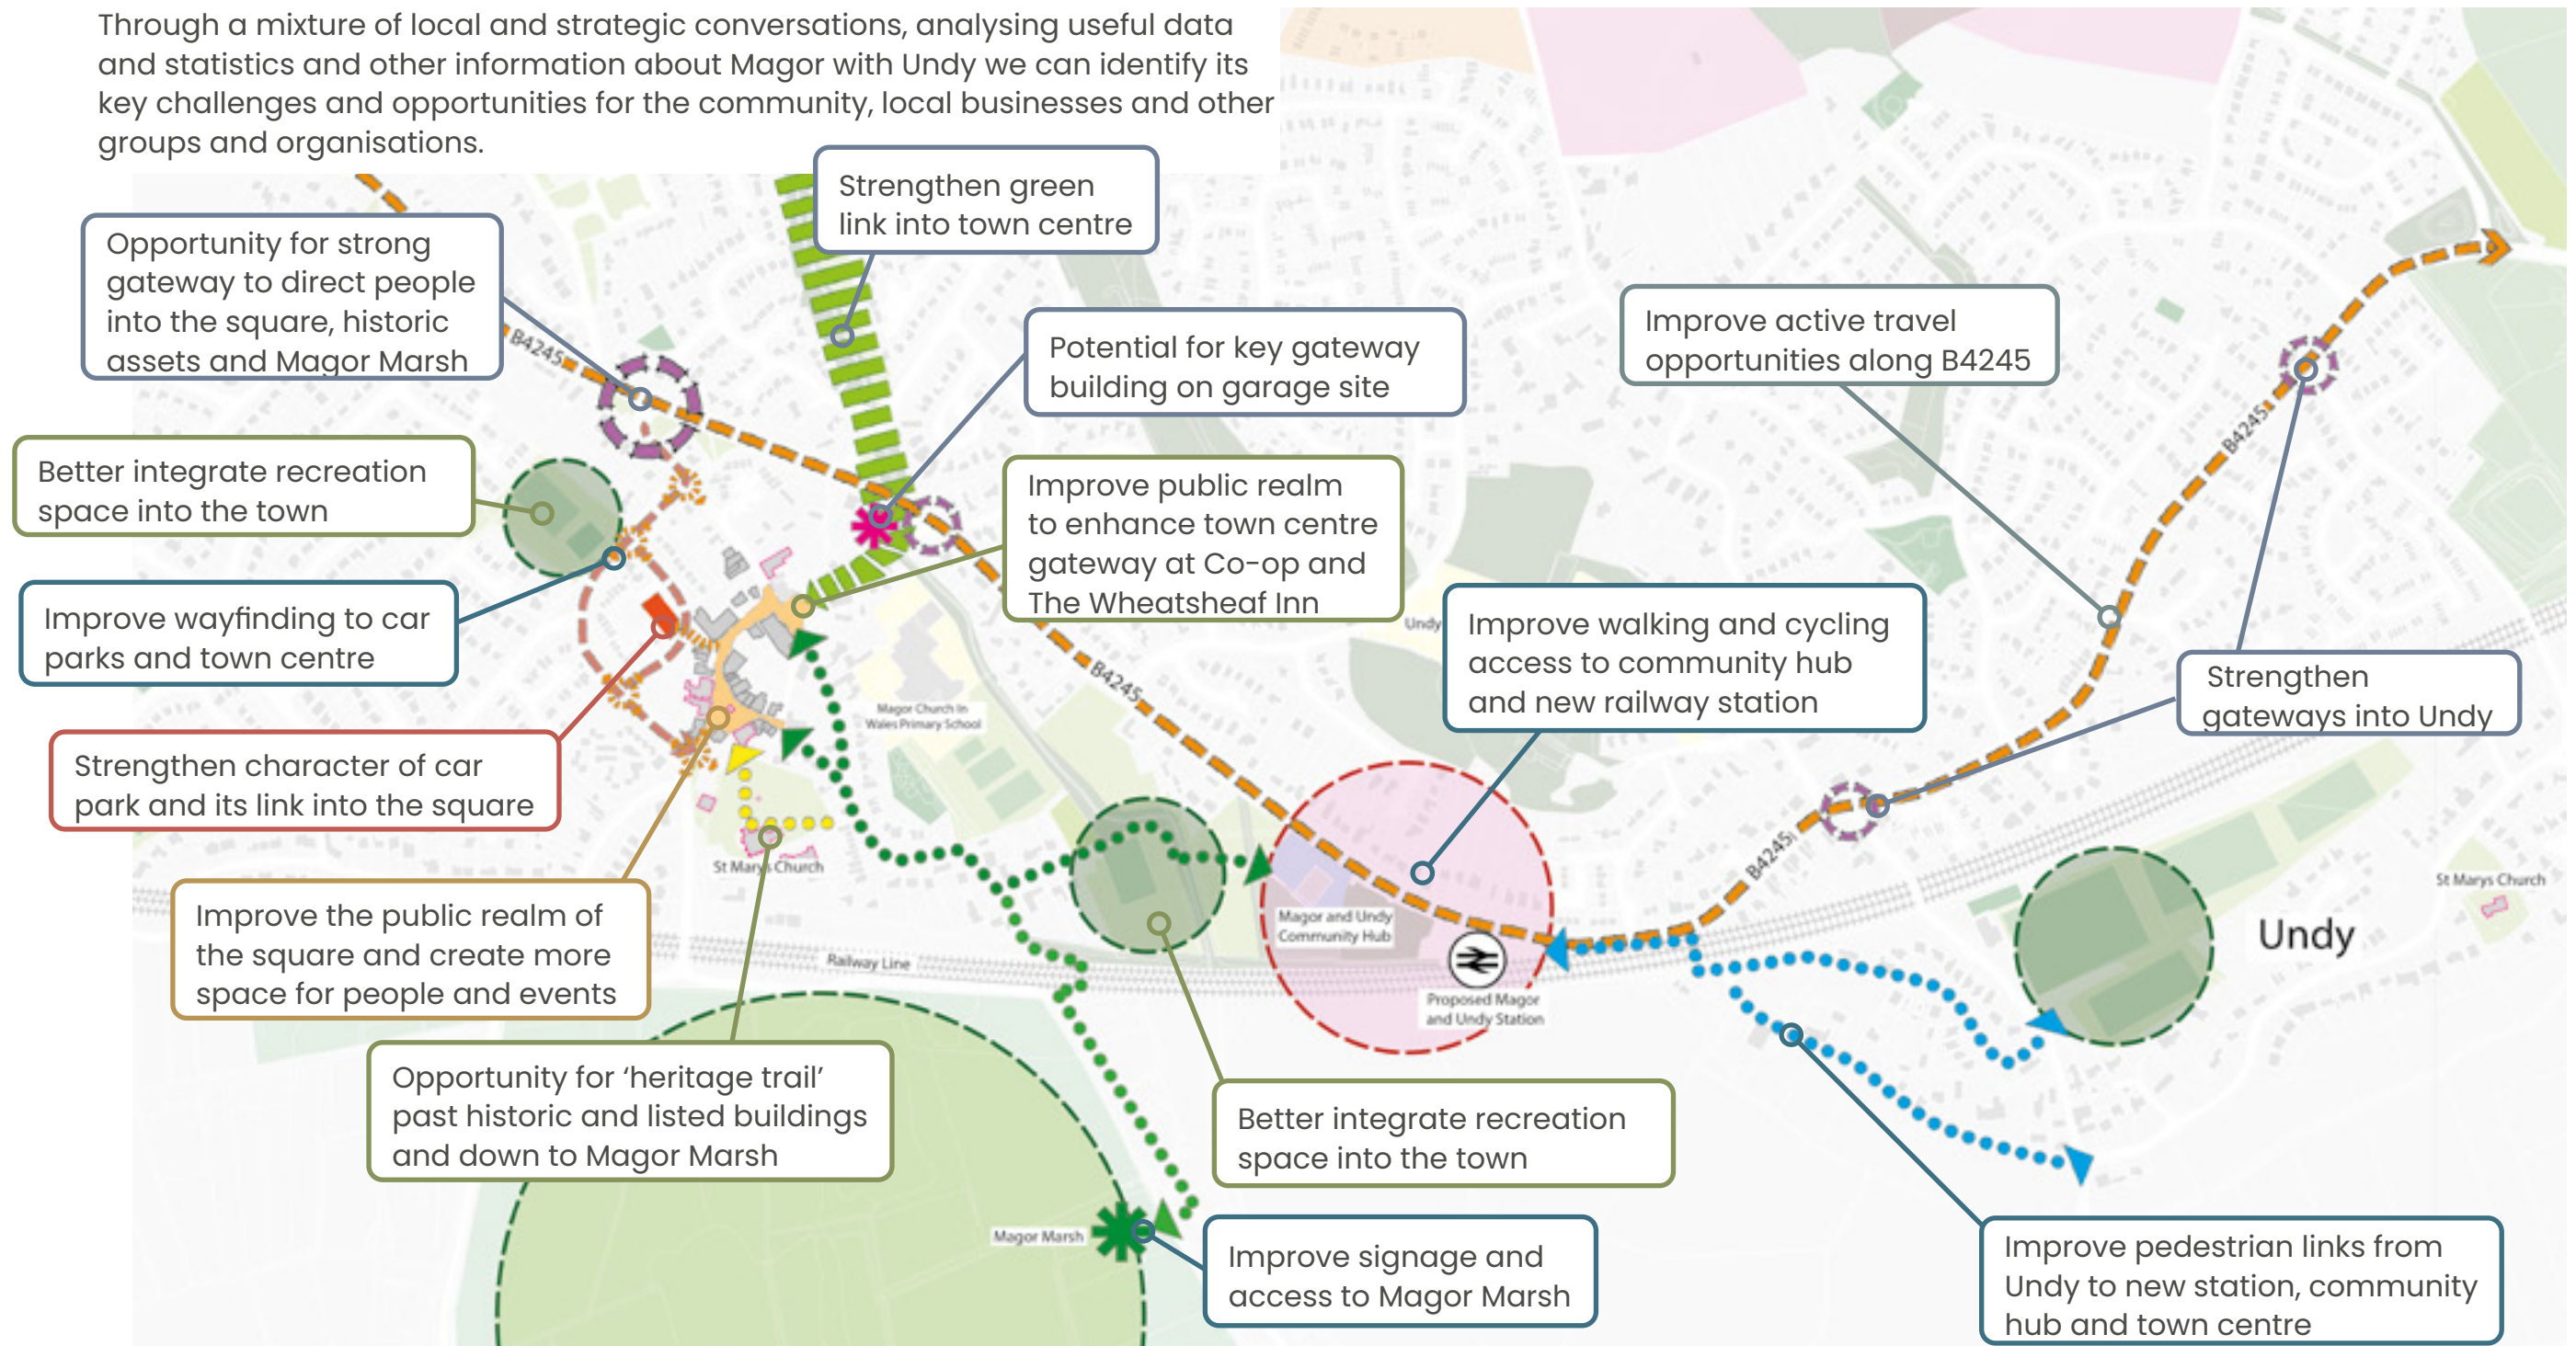 Through a mixture of local and strategic conversations, analysing useful data
and statistics and other information about Magor with Undy we can identify its
key challenges and opportunities for the community, local businesses and other
groups and organisations.
Strengthen green
link into town centre
Opportunity for strong
gateway to direct people
into the square, historic
assets and Magor Marsh
B4245
Potential for key gateway
building on garage site
Improve active travel
opportunities along B4245
B4245
Better integrate recreation
space into the town
Improve public realm
to enhance town centre
gateway at Co-op and
The Wheatsheaf Inn
Improve wayfinding to car
parks and town centre
Undy
Improve walking and cycling
access to community hub
and new railway station
B4245
Strengthen
gateways into Undy
Magor Church In
Wales Primary School
Strengthen character of car
park and its link into the square
B4245
St Marys Church
St Marys Church
Improve the public realm of
the square and create more
space for people and events
Magor and Undy
Community Hub
Undy
Railway Line
Proposed Magor
and Undy Station
Opportunity for ‘heritage trail’
past historic and listed buildings
and down to Magor Marsh
Better integrate recreation
space into the town
Magor Marsh
Improve signage and
access to Magor Marsh
Improve pedestrian links from
Undy to new station, community
hub and town centre